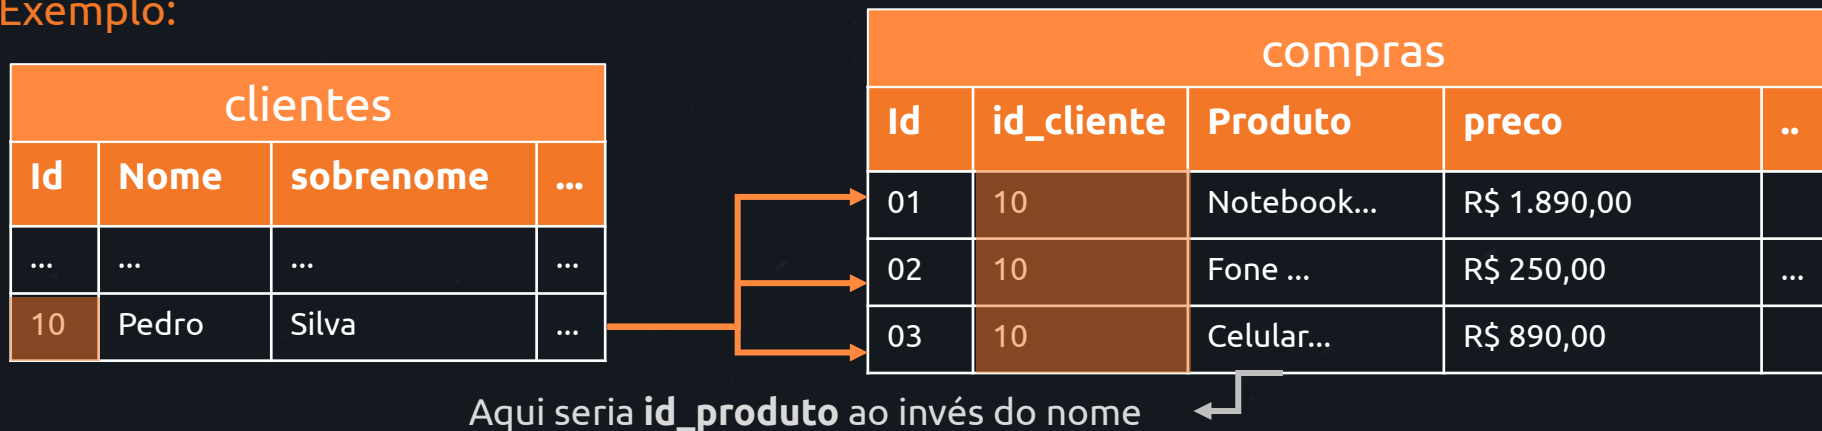 Exemplo:
clientes
Id Nome sobrenome ...
... ... ... ...
10 Pedro Silva ...
compras
Id id_cliente Produto preco ..
01 10 Notebook... R$ 1.890,00
02 10 Fone ... R$ 250,00 ...
03 10 Celular... R$ 890,00
Aqui seria id_produto ao invés do nome